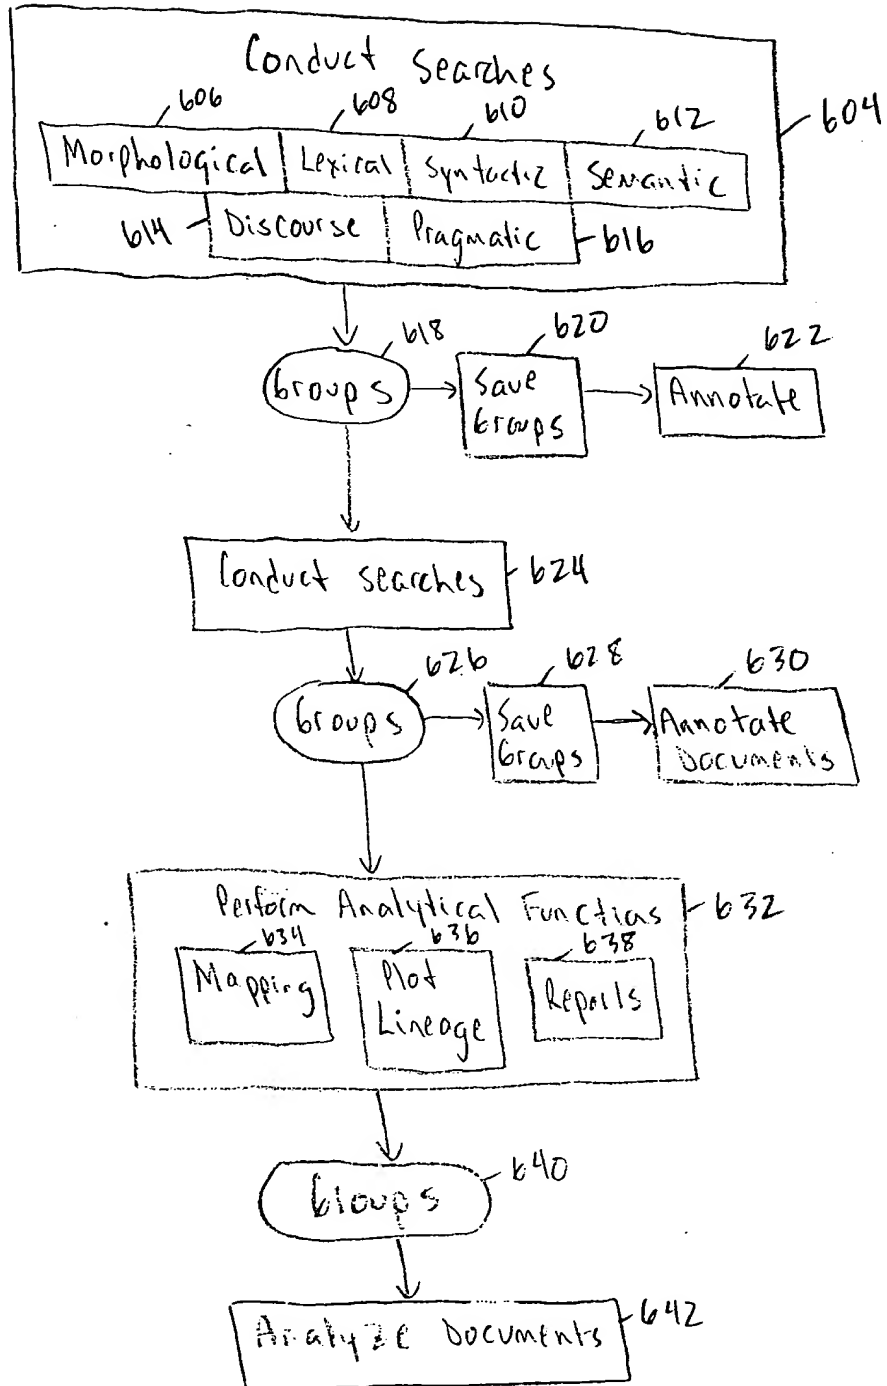 Conduct Searches
606 608 610 612 604
Morphological Lexical Syntactic Semantic
614 Discourse Pragmatic 616
618 620 622
Groups Save Groups Annotate
Conduct Searches 624
626 628 630
Groups Save Groups Annotate Documents
Perform Analytical Functions 632
634 636 638
Mapping Plot Lineage Reports
640
Groups
Analyze Documents 642